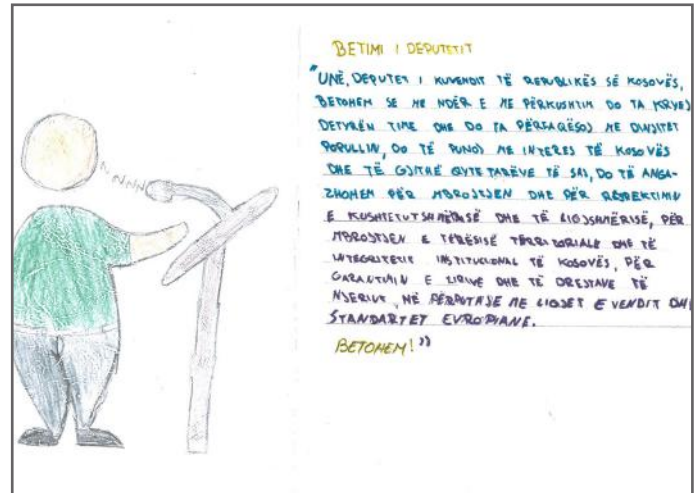 BETIMI I DEPUTETIT
"UNË, DEPUTET I KUVENDIT TË REPUBLIKËS SË KOSOVËS,
BETOHEM SE ME NDËR E ME PËRKUSHTIM DO TA KRYEJ
DETYRËN TIME DHE DO TA PËRFAQËSOJ ME DINJITET
POPULLIN, DO TË PUNOJ ME INTERES TË KOSOVËS
DHE TË GJITHË QYTETARËVE TË SAJ, DO TË ANGA-
ZHOHEM PËR MBROJTJEN DHE PËR RESPEKTIMIN
E KUSHTETUTSHMËRISË DHE TË LIGJSHMËRISË, PËR
MBROJTJEN E TËRËSISË TËRRITORIALE DHE TË
INTEGRITETIT INSTITUCIONAL TË KOSOVËS, PËR
GARANTIMIN E LIRIVE DHE TË DREJTAVE TË
NJERIUT, NË PËRPUTHJE ME LIGJET E VENDIT DHE
STANDARTET EVROPIANE.
BETOHEM!"